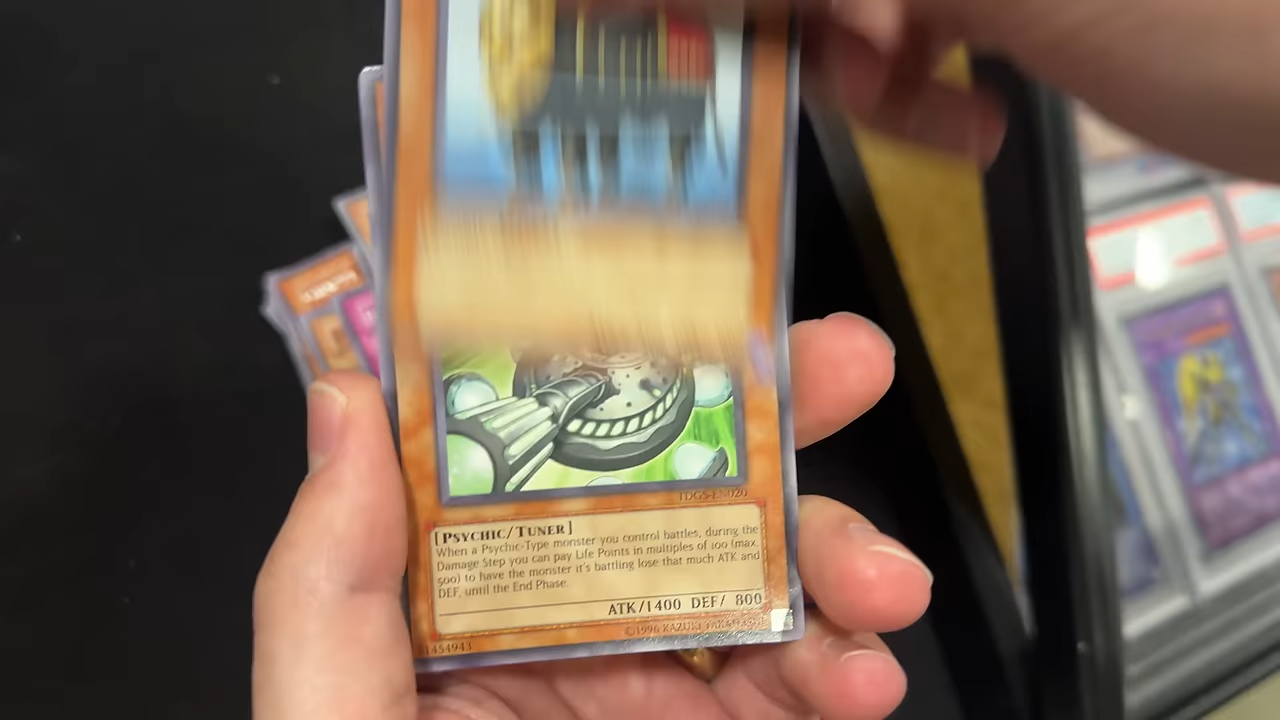 TDGS-EN020
[PSYCHIC/TUNER]
When a Psychic-Type monster you control battles, during the
Damage Step you can pay Life Points in multiples of 100 (max.
500) to have the monster it's battling lose that much ATK and
DEF, until the End Phase.
ATK/1400 DEF/ 800
©1996 KAZUKI TAKAHASHI
1454943